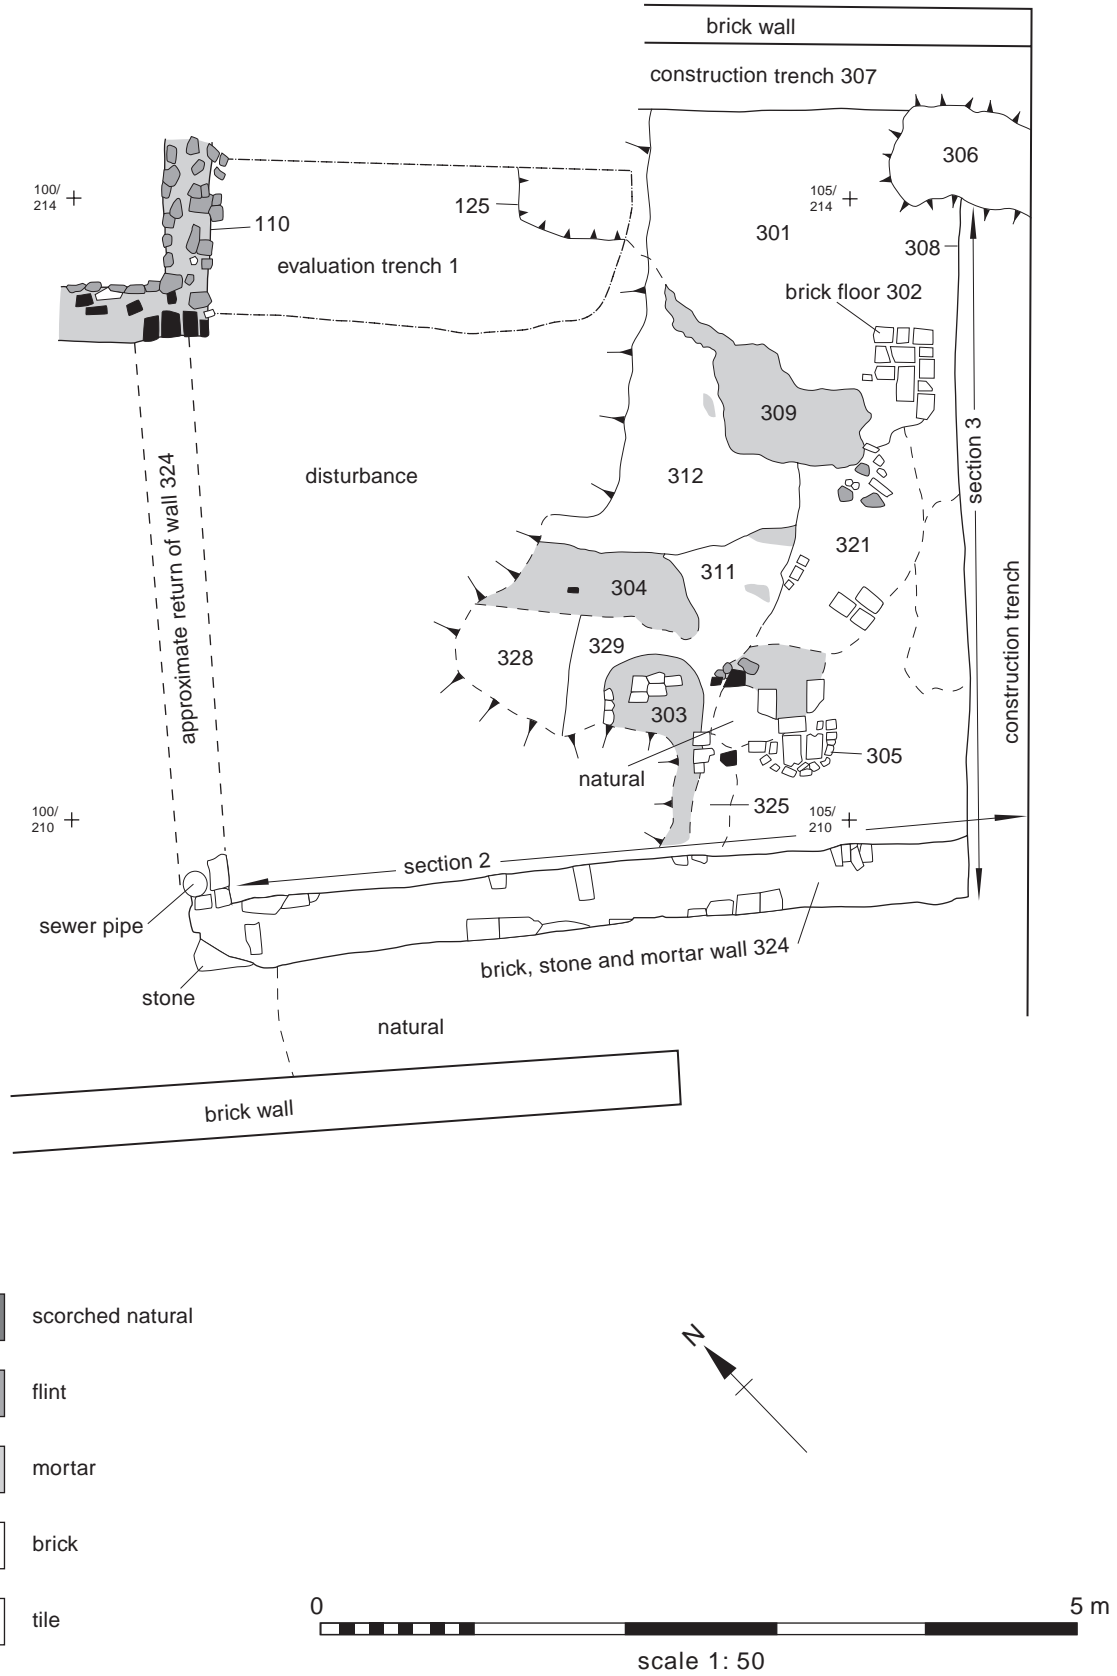 brick wall
construction trench 307
306
100/
214
105/
214
125
110
301
308
evaluation trench 1
brick floor 302
309
section 3
approximate return of wall 324
disturbance
312
321
construction trench
311
304
329
328
303
305
natural
325
100/
210
105/
210
section 2
sewer pipe
brick, stone and mortar wall 324
stone
natural
brick wall
scorched natural
N
flint
mortar
brick
tile
0
5 m
scale 1: 50